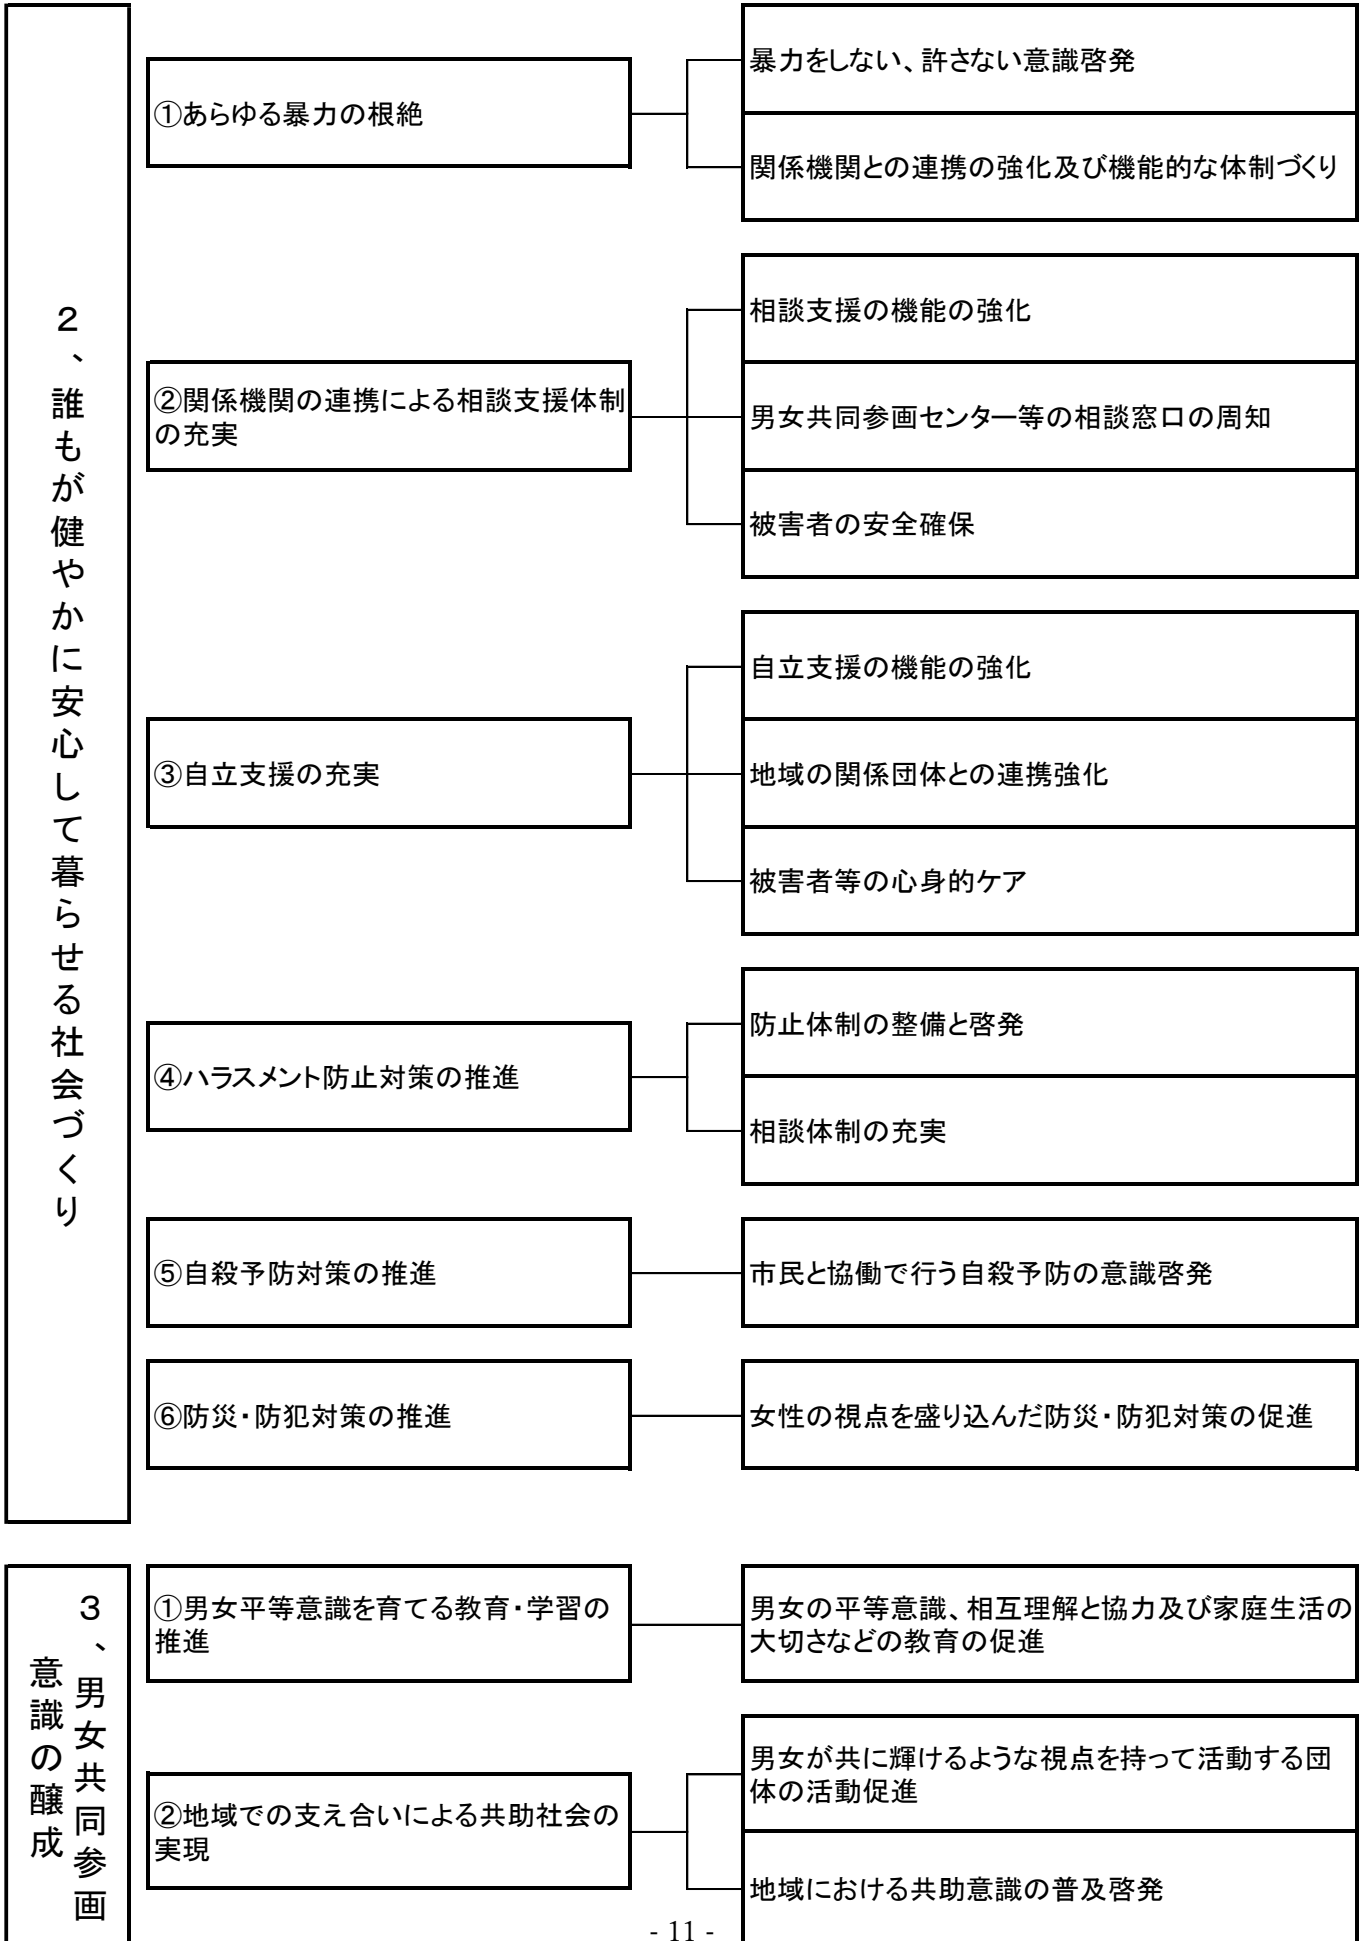 ２、誰もが健やかに安心して暮らせる社会づくり
①あらゆる暴力の根絶
暴力をしない、許さない意識啓発
関係機関との連携の強化及び機能的な体制づくり
②関係機関の連携による相談支援体制
の充実
相談支援の機能の強化
男女共同参画センター等の相談窓口の周知
被害者の安全確保
③自立支援の充実
自立支援の機能の強化
地域の関係団体との連携強化
被害者等の心身的ケア
④ハラスメント防止対策の推進
防止体制の整備と啓発
相談体制の充実
⑤自殺予防対策の推進
市民と協働で行う自殺予防の意識啓発
⑥防災・防犯対策の推進
女性の視点を盛り込んだ防災・防犯対策の促進
３、男女共同参画
意識の醸成
①男女平等意識を育てる教育・学習の
推進
男女の平等意識、相互理解と協力及び家庭生活の
大切さなどの教育の促進
②地域での支え合いによる共助社会の
実現
男女が共に輝けるような視点を持って活動する団
体の活動促進
地域における共助意識の普及啓発
- 11 -